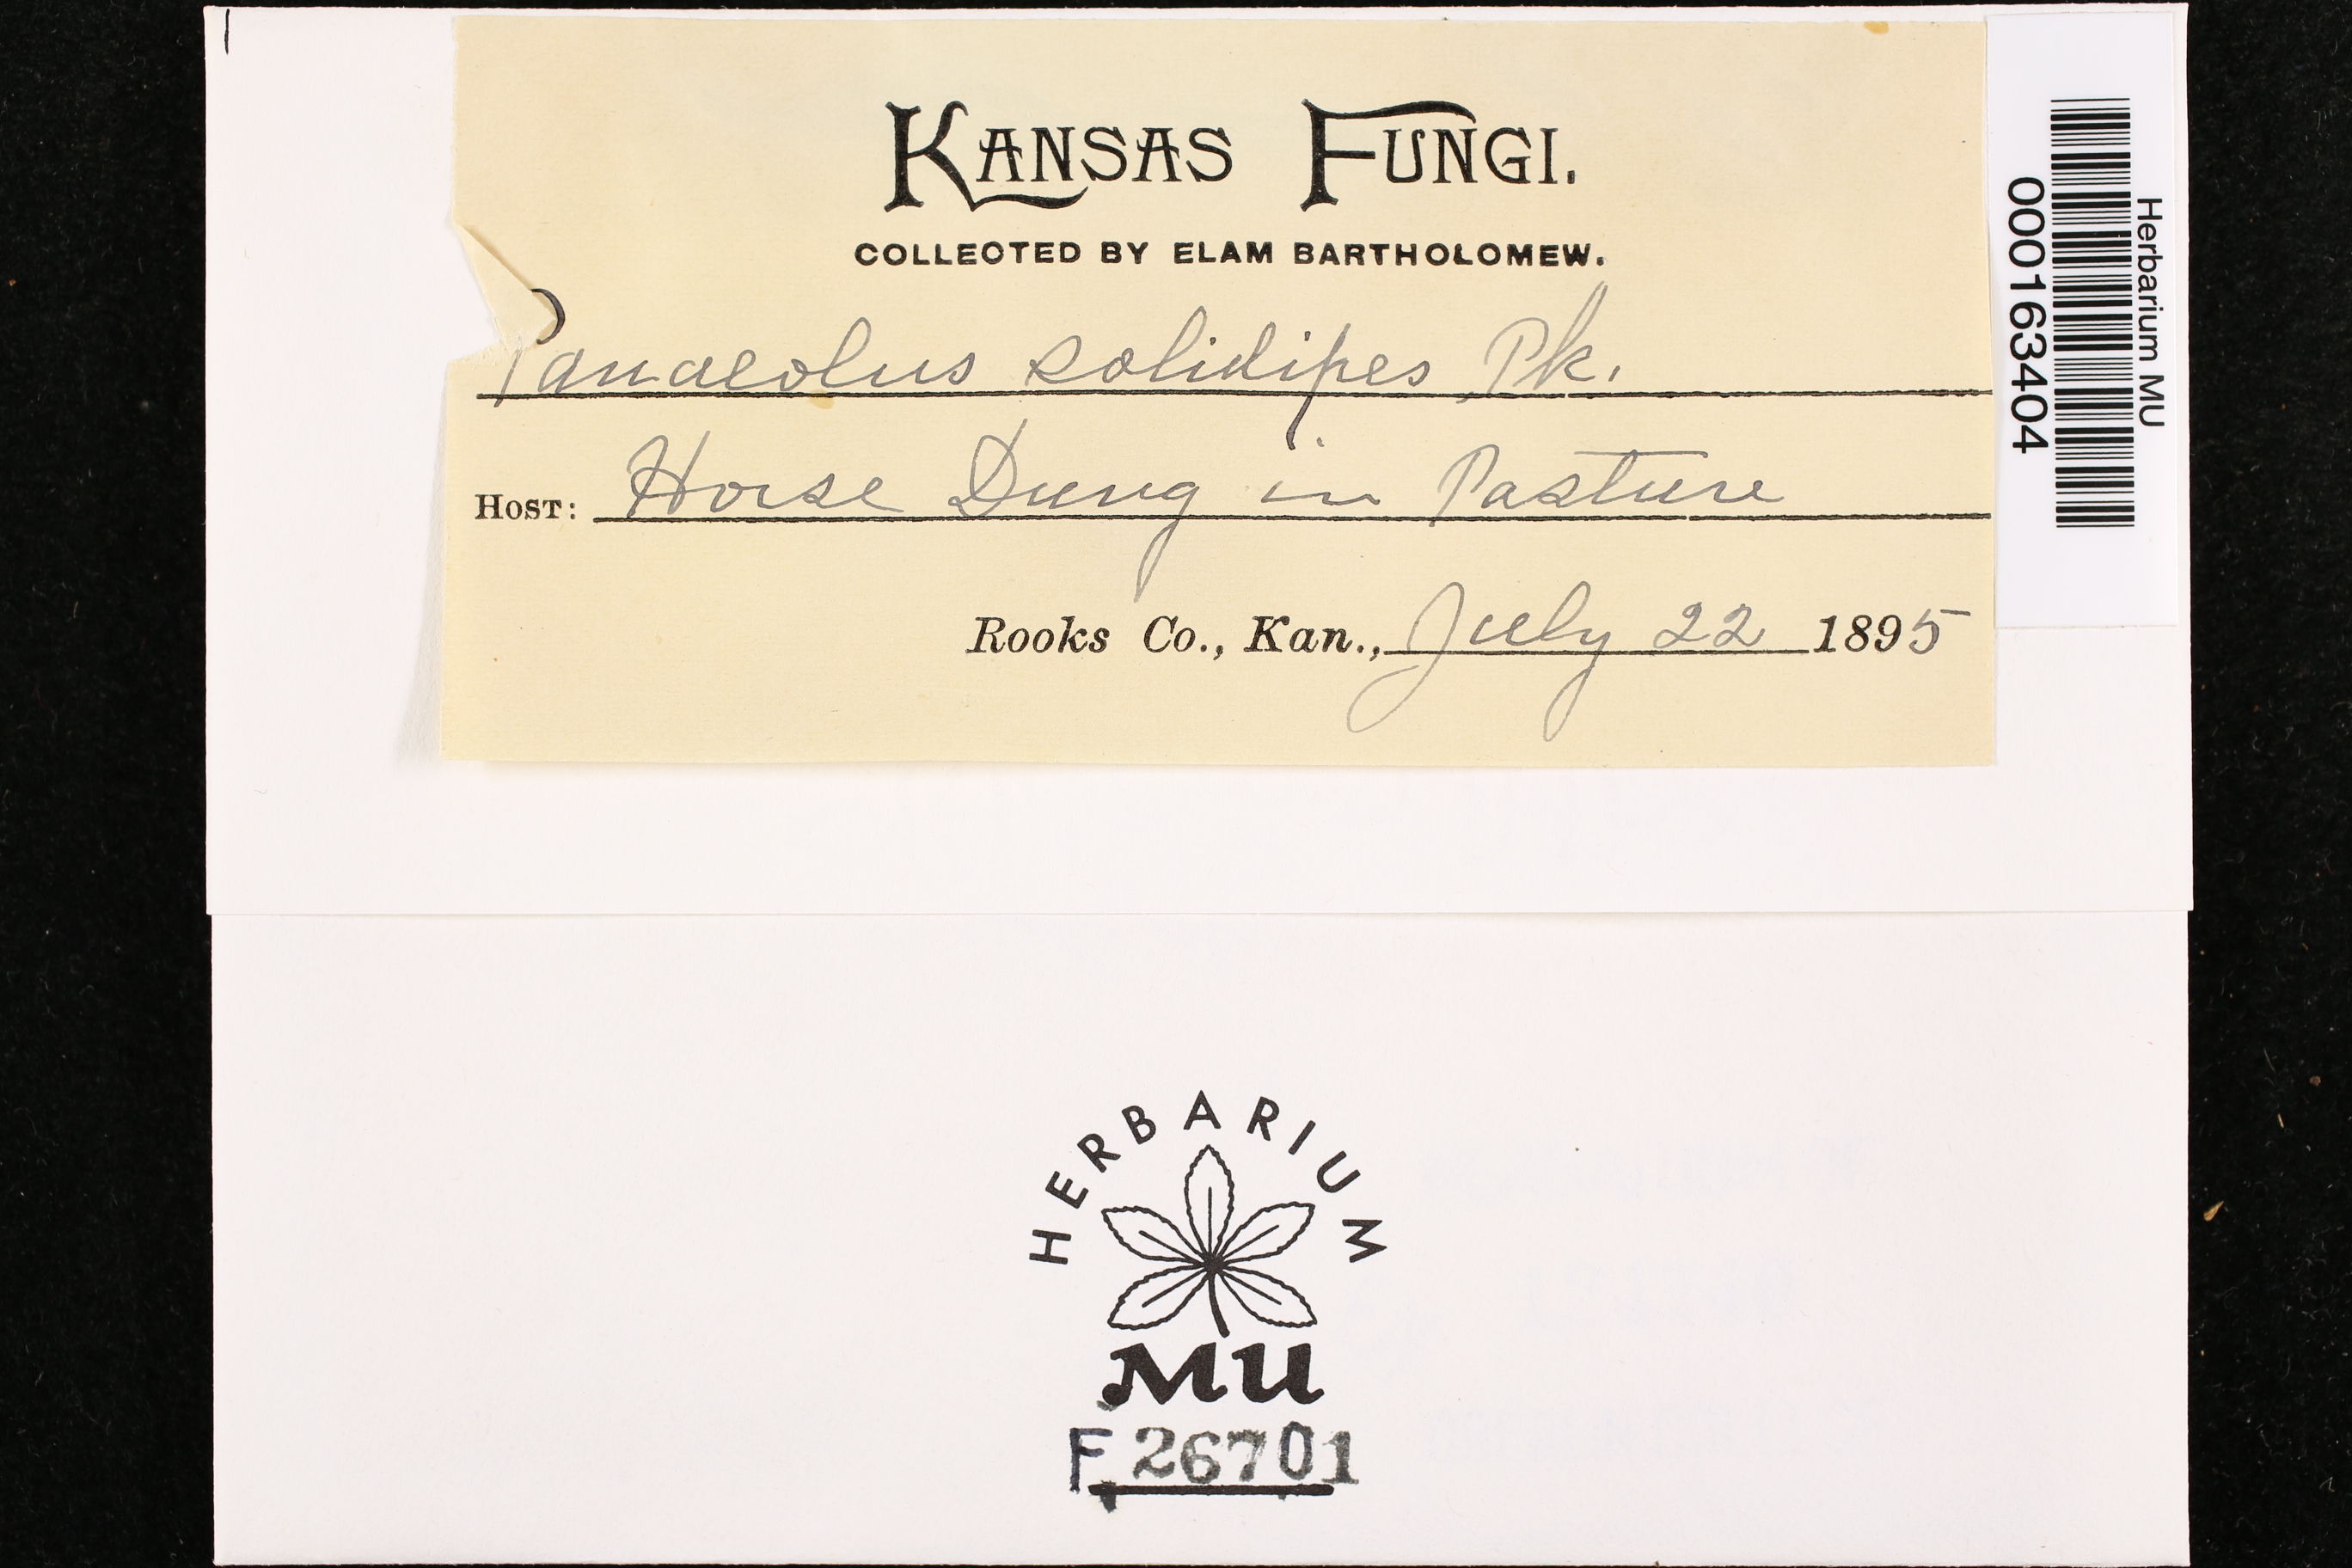 KANSAS FUNGI.
COLLECTED BY ELAM BARTHOLOMEW.
Panaeolus solidipes Pk.
HOST: Horse Dung in Pasture
Rooks Co., Kan., July 22 1895
Herbarium MU
000163404
HERBARIUM
MU
F 26701